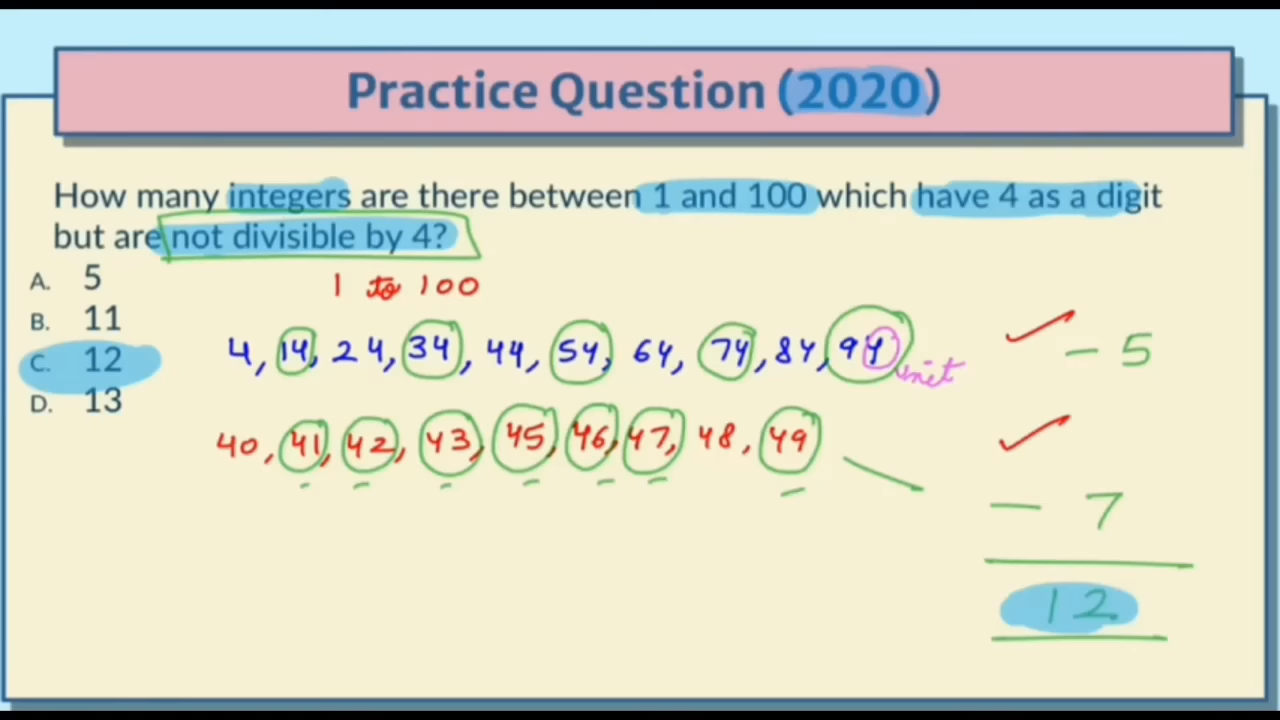 Practice Question (2020)
How many integers are there between 1 and 100 which have 4 as a digit
but are not divisible by 4?
A. 5
B. 11
C. 12
D. 13
1 to 100
4, 14, 24, 34, 44, 54, 64, 74, 84, 94
unit
- 5
40, 41, 42, 43, 45, 46, 47, 48, 49
- 7
12